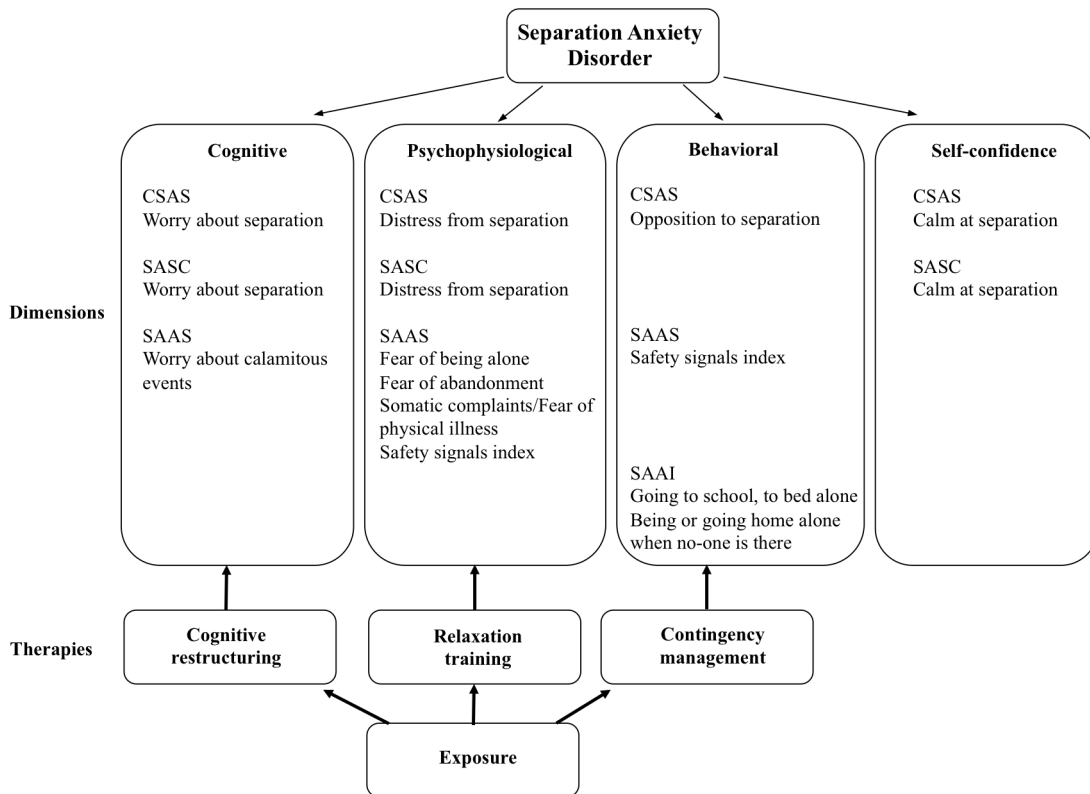 Separation Anxiety
Disorder
Dimensions
Cognitive
CSAS
Worry about separation
SASC
Worry about separation
SAAS
Worry about calamitous
events
Psychophysiological
CSAS
Distress from separation
SASC
Distress from separation
SAAS
Fear of being alone
Fear of abandonment
Somatic complaints/Fear of
physical illness
Safety signals index
Behavioral
CSAS
Opposition to separation
SAAS
Safety signals index
SAAI
Going to school, to bed alone
Being or going home alone
when no-one is there
Self-confidence
CSAS
Calm at separation
SASC
Calm at separation
Therapies
Cognitive
restructuring
Relaxation
training
Contingency
management
Exposure